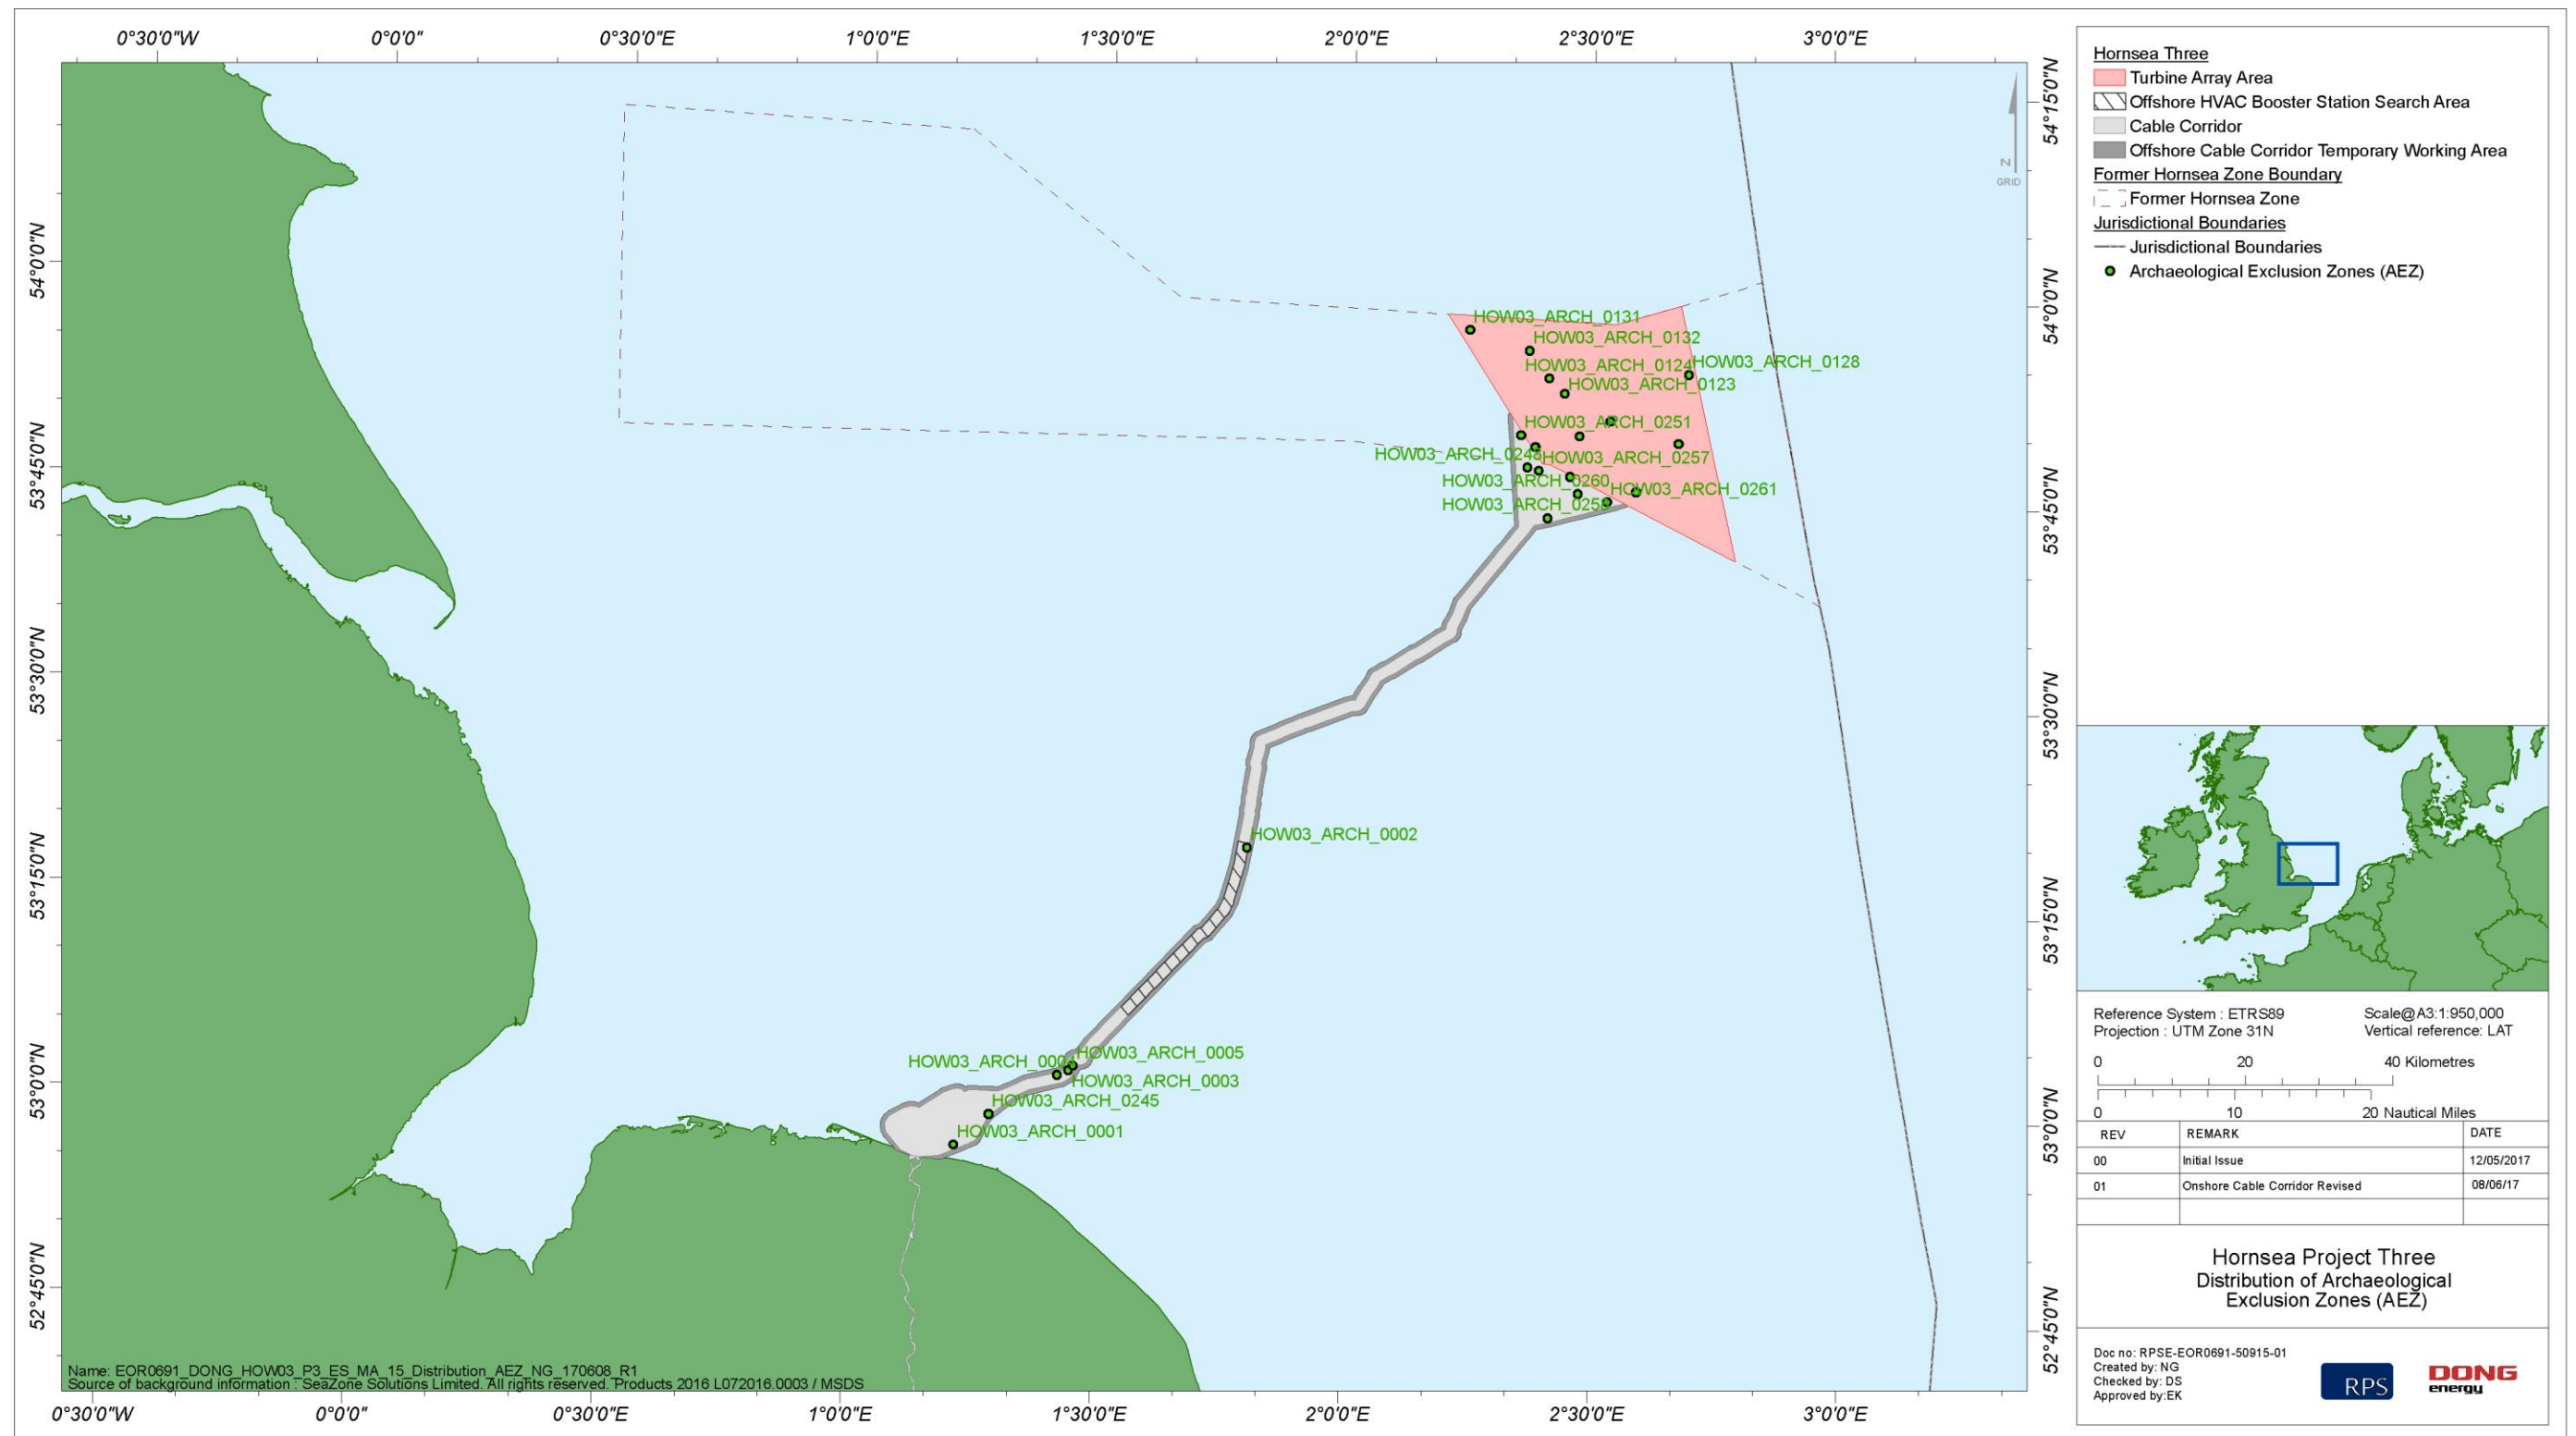 0°30'0"W
0°0'0"
0°30'0"E
1°0'0"E
1°30'0"E
2°0'0"E
2°30'0"E
3°0'0"E
54°0'0"N
53°45'0"N
53°30'0"N
53°15'0"N
53°0'0"N
52°45'0"N
54°15'0"N
54°0'0"N
53°45'0"N
53°30'0"N
53°15'0"N
53°0'0"N
52°45'0"N
N
GRID
HOW03_ARCH_0131
HOW03_ARCH_0132
HOW03_ARCH_0124
HOW03_ARCH_0128
HOW03_ARCH_0123
HOW03_ARCH_0251
HOW03_ARCH_0257
HOW03_ARCH_0260
HOW03_ARCH_0261
HOW03_ARCH_0002
HOW03_ARCH_0005
HOW03_ARCH_0003
HOW03_ARCH_0245
HOW03_ARCH_0001
Name: EOR0691_DONG_HOW03_P3_ES_MA_15_Distribution_AEZ_NG_170608_R1
Source of background information : SeaZone Solutions Limited. All rights reserved. Products 2016 L072016.0003 / MSDS
0°30'0"W
0°0'0"
0°30'0"E
1°0'0"E
1°30'0"E
2°0'0"E
2°30'0"E
3°0'0"E
Hornsea Three
Turbine Array Area
Offshore HVAC Booster Station Search Area
Cable Corridor
Offshore Cable Corridor Temporary Working Area
Former Hornsea Zone Boundary
Former Hornsea Zone
Jurisdictional Boundaries
Jurisdictional Boundaries
Archaeological Exclusion Zones (AEZ)
Reference System : ETRS89 Scale@A3:1:950,000
Projection : UTM Zone 31N Vertical reference: LAT
0 20 40 Kilometres
0 10 20 Nautical Miles
REV REMARK DATE
00 Initial Issue 12/05/2017
01 Onshore Cable Corridor Revised 08/06/17
Hornsea Project Three
Distribution of Archaeological
Exclusion Zones (AEZ)
Doc no: RPSE-EOR0691-50915-01
Created by: NG
Checked by: DS
Approved by:EK
RPS
DONG
energy